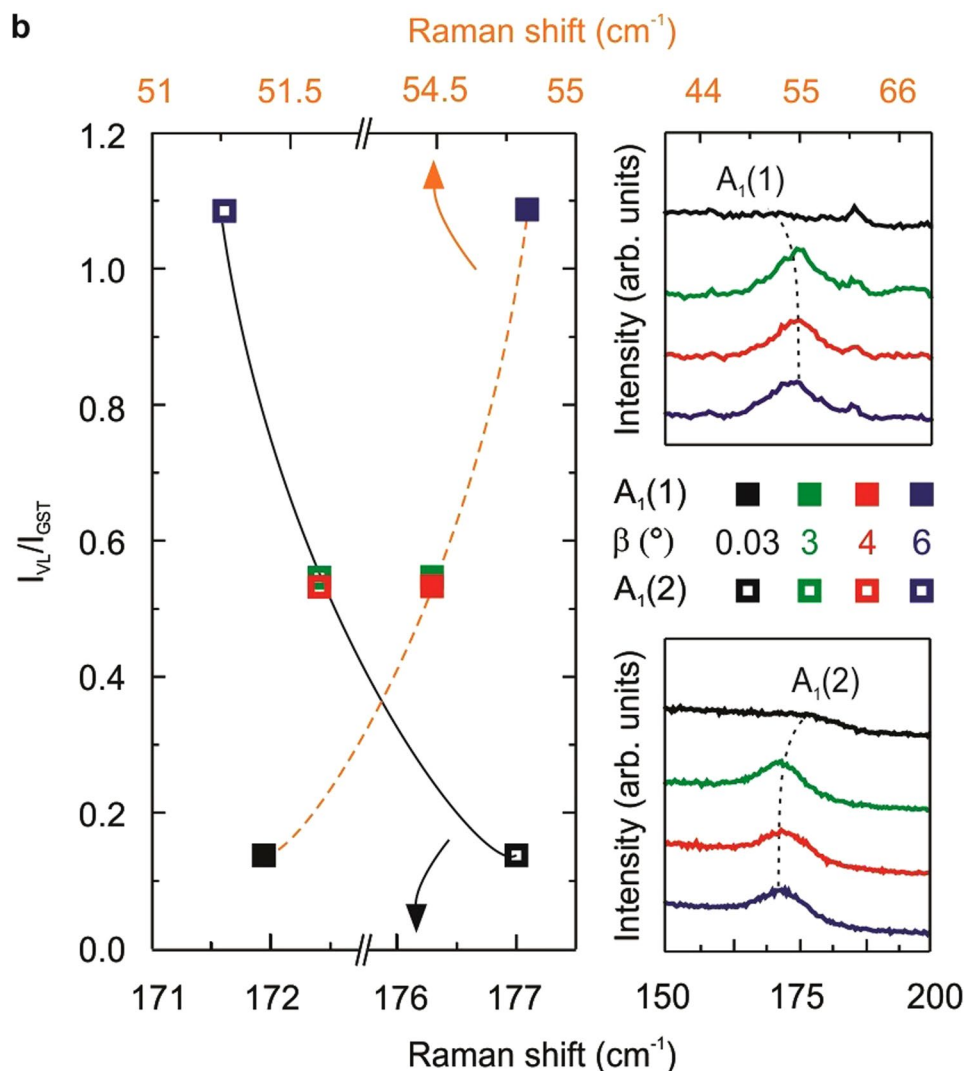 b
Raman shift (cm⁻¹)
51 51.5 54.5 55
44 55 66
1.2
1.0
0.8
0.6
0.4
0.2
0.0
I_VL/I_GST
171 172 176 177
Raman shift (cm⁻¹)
Intensity (arb. units)
A₁(1)
A₁(1)
β (°) 0.03 3 4 6
A₁(2)
Intensity (arb. units)
A₁(2)
150 175 200